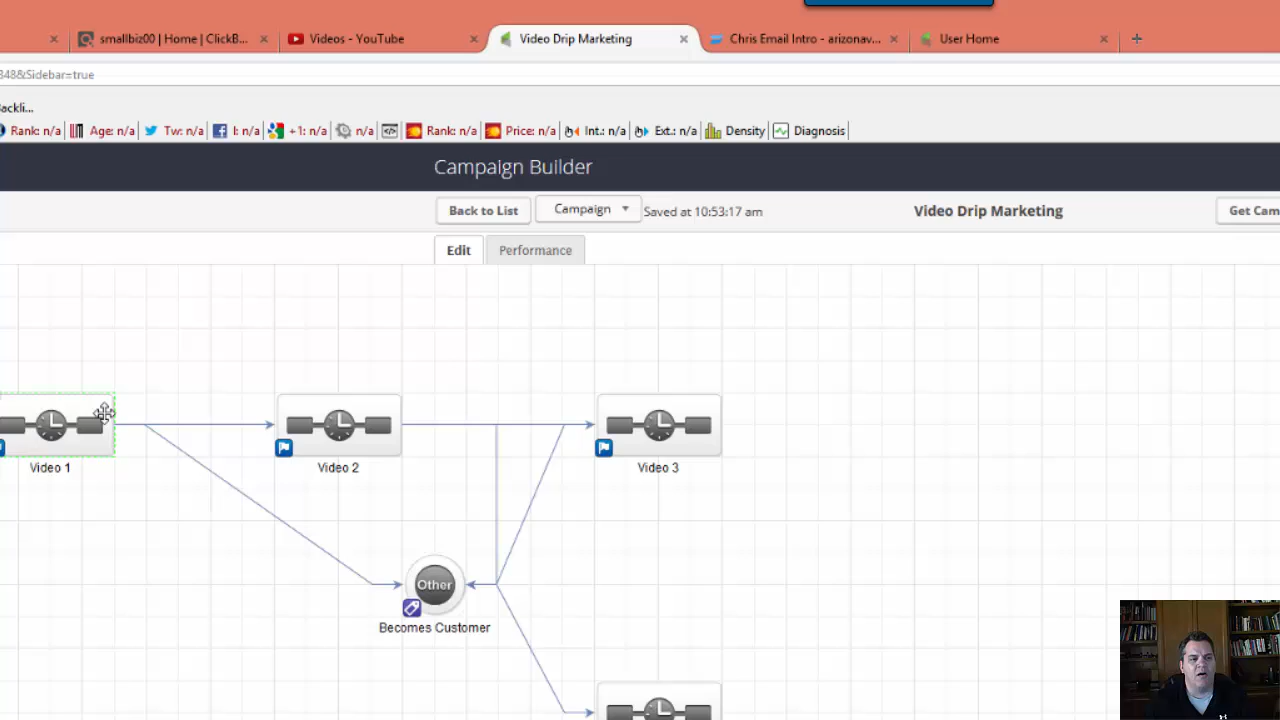 smallbiz00 | Home | ClickB...
Videos - YouTube
Video Drip Marketing
Chris Email Intro - arizonav...
User Home
848&Sidebar=true
Backli...
Rank: n/a
Age: n/a
Tw: n/a
I: n/a
+1: n/a
n/a
Rank: n/a
Price: n/a
Int.: n/a
Ext.: n/a
Density
Diagnosis
Campaign Builder
Back to List
Campaign
Saved at 10:53:17 am
Video Drip Marketing
Get Cam
Edit
Performance
Video 1
Video 2
Video 3
Other
Becomes Customer